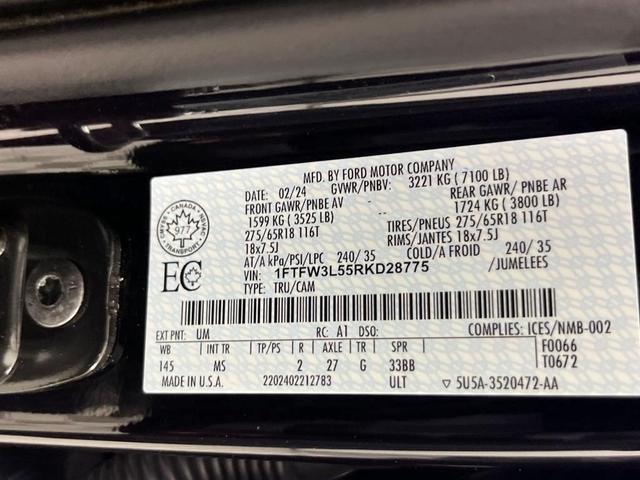 MFD. BY FORD MOTOR COMPANY
DATE: 02/24 GVWR/PNBV: 3221 KG ( 7100 LB)
FRONT GAWR/PNBE AV REAR GAWR/ PNBE AR
1599 KG ( 3525 LB) -- 1724 KG ( 3800 LB)
275/65R18 116T TIRES/PNEUS 275/65R18 116T
18x7.5J RIMS/JANTES 18x7.5J
AT/A kPa/PSI/LPC 240/ 35 COLD/A FROID 240/ 35
VIN: 1FTFW3L55RKD28775 /JUMELEES
TYPE: TRU/CAM
CANADA
977
EC
EXT PNT: UM RC: A1 DSO: COMPLIES: ICES/NMB-002
WB INT TR TP/PS R AXLE TR SPR F0066
145 MS 2 27 G 33BB T0672
MADE IN U.S.A. 2202402212783 ULT ▽ 5U5A-3520472-AA